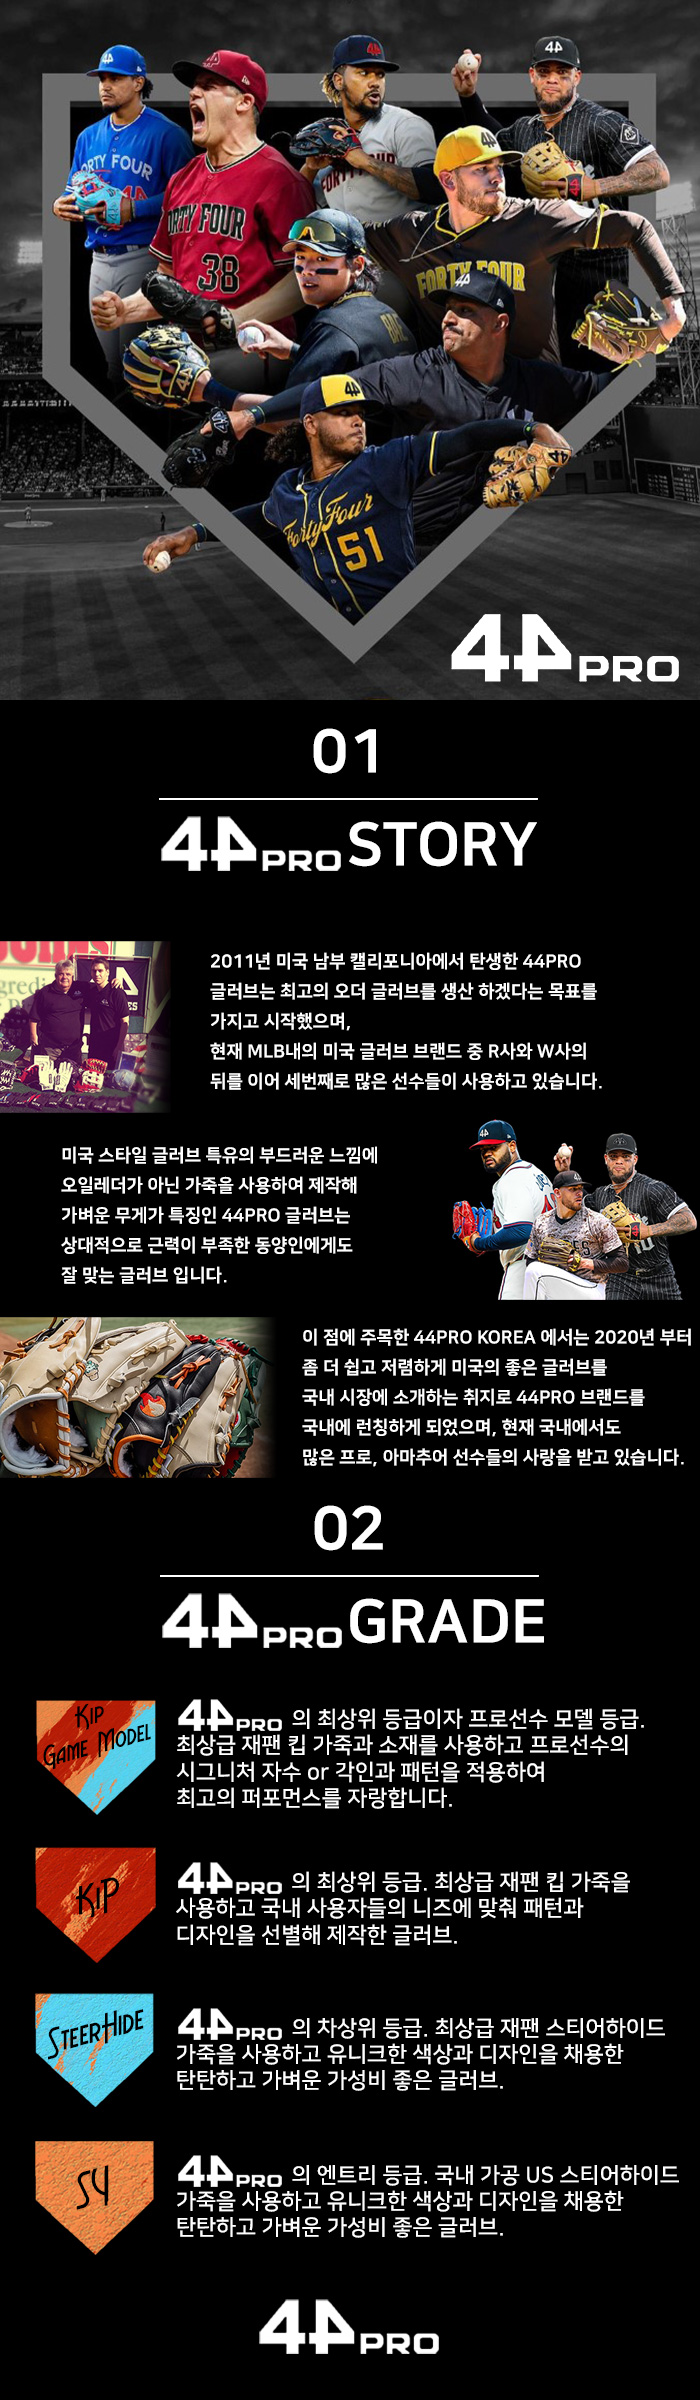 44
44
44
44
FORTY FOUR
FORTY FOUR
38
FORTY FOUR
44
44
44
Forty Four
51
44PRO
01
44PRO STORY
2011년 미국 남부 캘리포니아에서 탄생한 44PRO
글러브는 최고의 오더 글러브를 생산 하겠다는 목표를
가지고 시작했으며,
현재 MLB내의 미국 글러브 브랜드 중 R사와 W사의
뒤를 이어 세번째로 많은 선수들이 사용하고 있습니다.
미국 스타일 글러브 특유의 부드러운 느낌에
오일레더가 아닌 가죽을 사용하여 제작해
가벼운 무게가 특징인 44PRO 글러브는
상대적으로 근력이 부족한 동양인에게도
잘 맞는 글러브 입니다.
이 점에 주목한 44PRO KOREA 에서는 2020년 부터
좀 더 쉽고 저렴하게 미국의 좋은 글러브를
국내 시장에 소개하는 취지로 44PRO 브랜드를
국내에 런칭하게 되었으며, 현재 국내에서도
많은 프로, 아마추어 선수들의 사랑을 받고 있습니다.
02
44PRO GRADE
KIP
GAME MODEL
44PRO 의 최상위 등급이자 프로선수 모델 등급.
최상급 재팬 킵 가죽과 소재를 사용하고 프로선수의
시그니처 자수 or 각인과 패턴을 적용하여
최고의 퍼포먼스를 자랑합니다.
KIP
44PRO 의 최상위 등급. 최상급 재팬 킵 가죽을
사용하고 국내 사용자들의 니즈에 맞춰 패턴과
디자인을 선별해 제작한 글러브.
STEERHIDE
44PRO 의 차상위 등급. 최상급 재팬 스티어하이드
가죽을 사용하고 유니크한 색상과 디자인을 채용한
탄탄하고 가벼운 가성비 좋은 글러브.
S4
44PRO 의 엔트리 등급. 국내 가공 US 스티어하이드
가죽을 사용하고 유니크한 색상과 디자인을 채용한
탄탄하고 가벼운 가성비 좋은 글러브.
44PRO